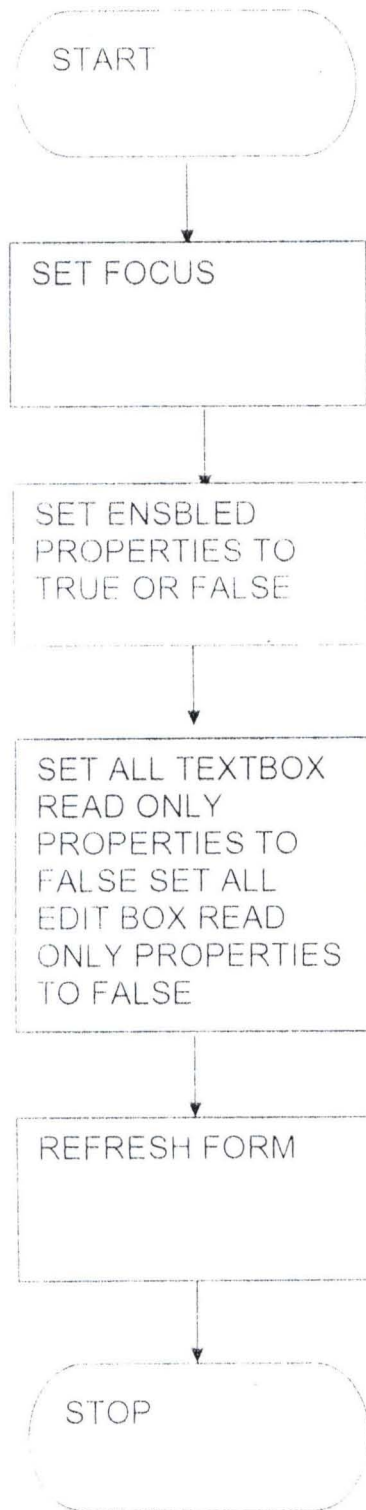 START
SET FOCUS
SET ENSBLED
PROPERTIES TO
TRUE OR FALSE
SET ALL TEXTBOX
READ ONLY
PROPERTIES TO
FALSE SET ALL
EDIT BOX READ
ONLY PROPERTIES
TO FALSE
REFRESH FORM
STOP